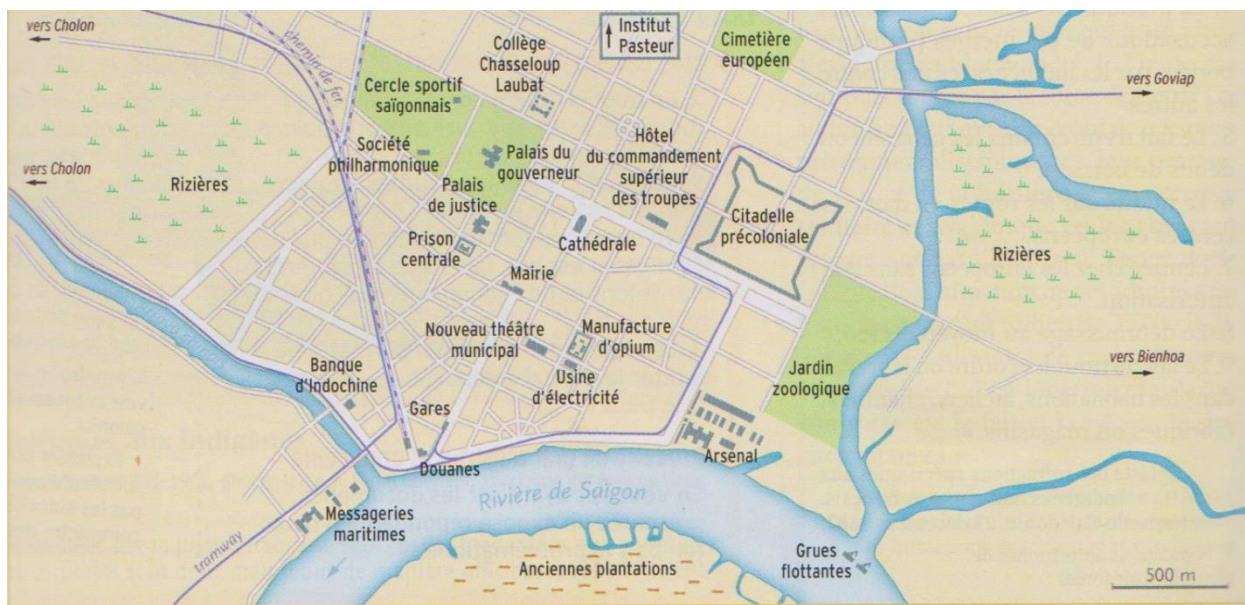 vers Cholon
Institut
Pasteur
Collège
Chasseloup
Laubat
Cimetière
européen
chemin de fer
Cercle sportif
saïgonnais
vers Goviap
vers Cholon
Rizières
Société
philharmonique
Palais du
gouverneur
Hôtel
du commandement
supérieur
des troupes
Palais
de justice
Citadelle
précoloniale
Prison
centrale
Cathédrale
Rizières
Mairie
Nouveau théâtre
municipal
Manufacture
d'opium
Banque
d'Indochine
Usine
d'électricité
Jardin
zoologique
vers Bienhoa
Gares
Douanes
Arsenal
Rivière de Saïgon
Messageries
maritimes
tramway
Anciennes plantations
Grues
flottantes
500 m